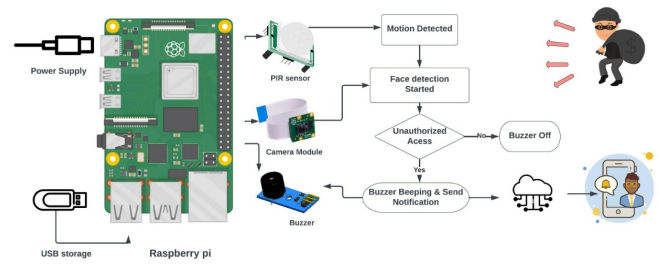 Power Supply
PIR sensor
Motion Detected
Face detection
Started
Camera Module
Unauthorized
Acess
No
Buzzer Off
Yes
Buzzer Beeping & Send
Notification
Buzzer
USB storage
Raspberry pi